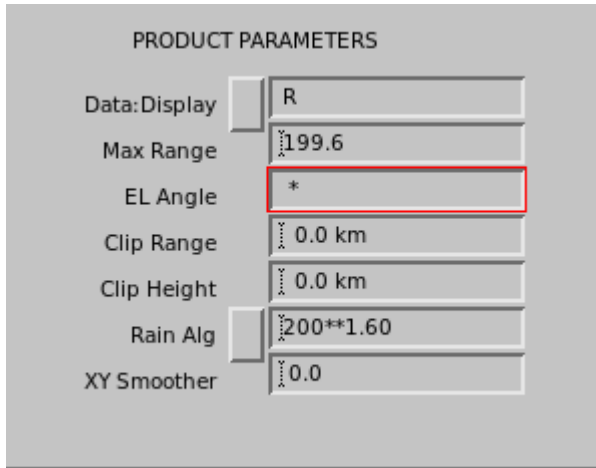 PRODUCT PARAMETERS
Data:Display R
Max Range 199.6
EL Angle *
Clip Range 0.0 km
Clip Height 0.0 km
Rain Alg 200**1.60
XY Smoother 0.0